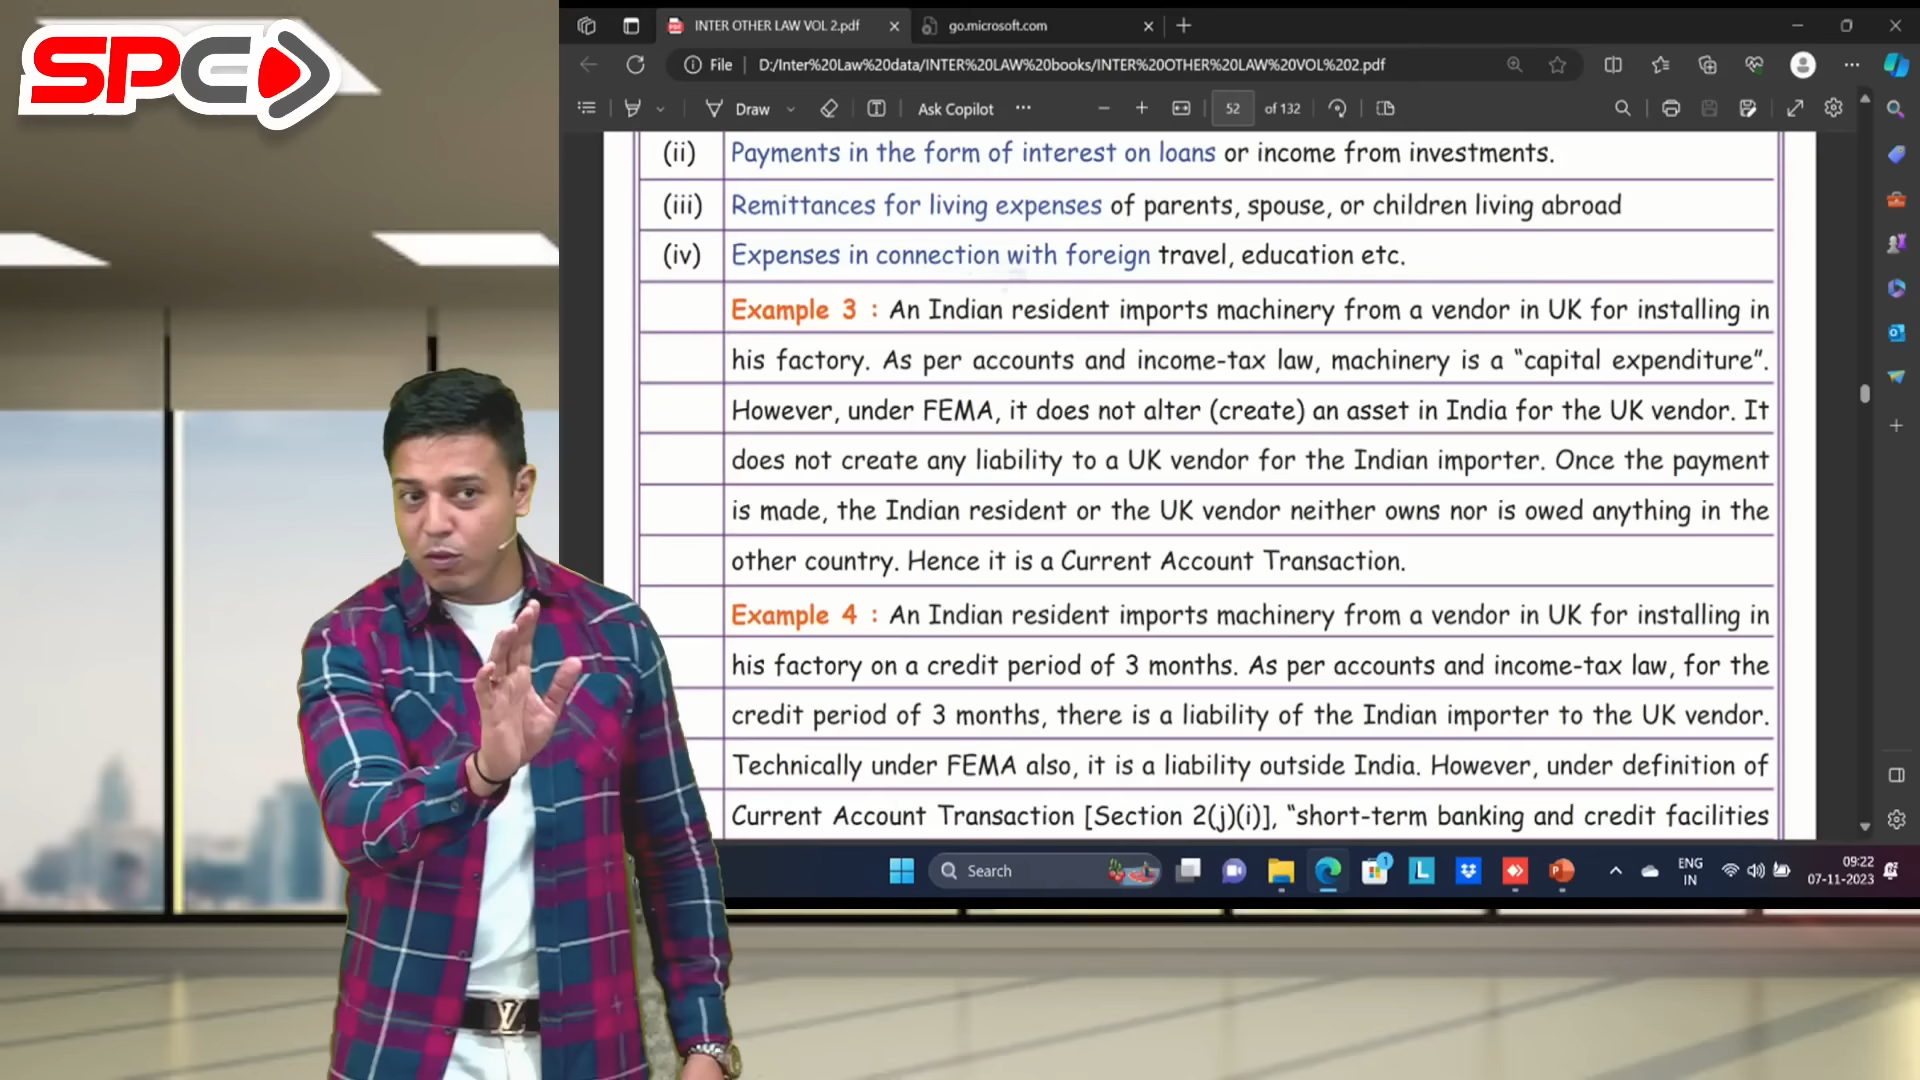 SPC
INTER OTHER LAW VOL 2.pdf
go.microsoft.com
File
D:/Inter%20Law%20data/INTER%20LAW%20books/INTER%20OTHER%20LAW%20VOL%202.pdf
Draw
Ask Copilot
52 of 132
(ii) Payments in the form of interest on loans or income from investments.
(iii) Remittances for living expenses of parents, spouse, or children living abroad
(iv) Expenses in connection with foreign travel, education etc.
Example 3 : An Indian resident imports machinery from a vendor in UK for installing in
his factory. As per accounts and income-tax law, machinery is a “capital expenditure”.
However, under FEMA, it does not alter (create) an asset in India for the UK vendor. It
does not create any liability to a UK vendor for the Indian importer. Once the payment
is made, the Indian resident or the UK vendor neither owns nor is owed anything in the
other country. Hence it is a Current Account Transaction.
Example 4 : An Indian resident imports machinery from a vendor in UK for installing in
his factory on a credit period of 3 months. As per accounts and income-tax law, for the
credit period of 3 months, there is a liability of the Indian importer to the UK vendor.
Technically under FEMA also, it is a liability outside India. However, under definition of
Current Account Transaction [Section 2(j)(i)], “short-term banking and credit facilities
Search
ENG
IN
09:22
07-11-2023